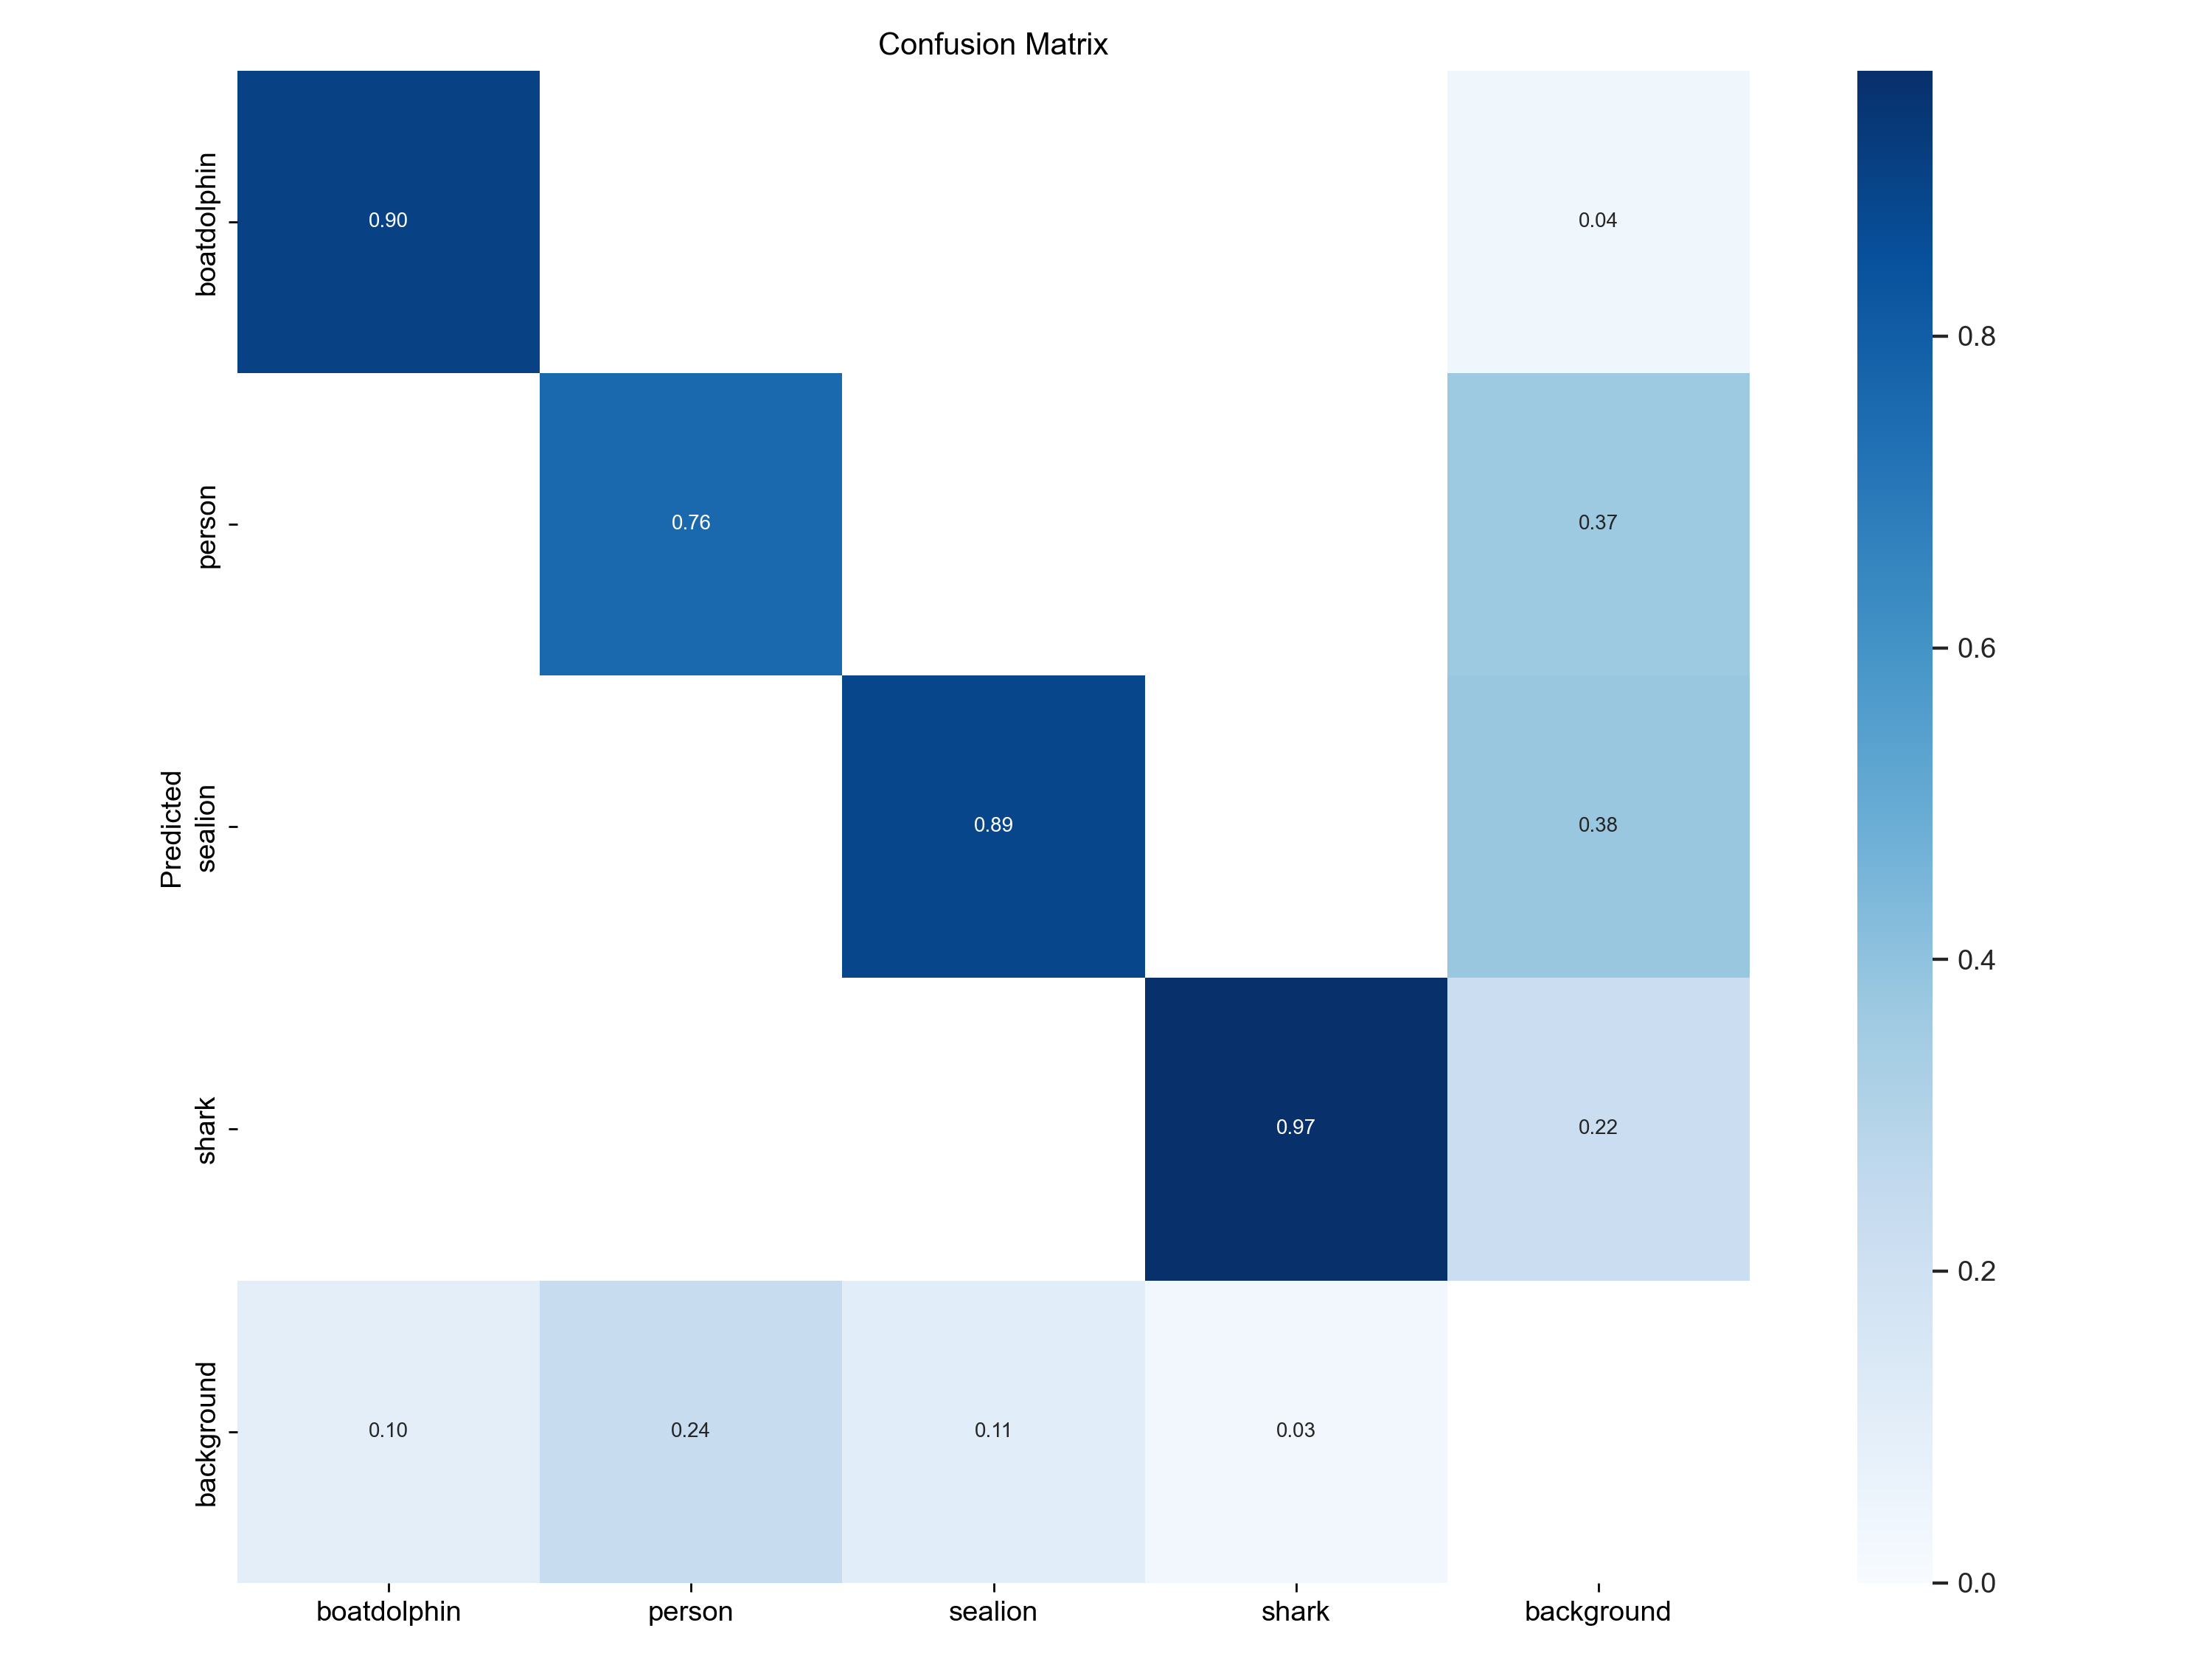 Confusion Matrix
boatdolphin
0.90
0.04
0.8
person
0.76
0.37
0.6
Predicted
sealion
0.89
0.38
0.4
shark
0.97
0.22
0.2
background
0.10
0.24
0.11
0.03
0.0
boatdolphin
person
sealion
shark
background